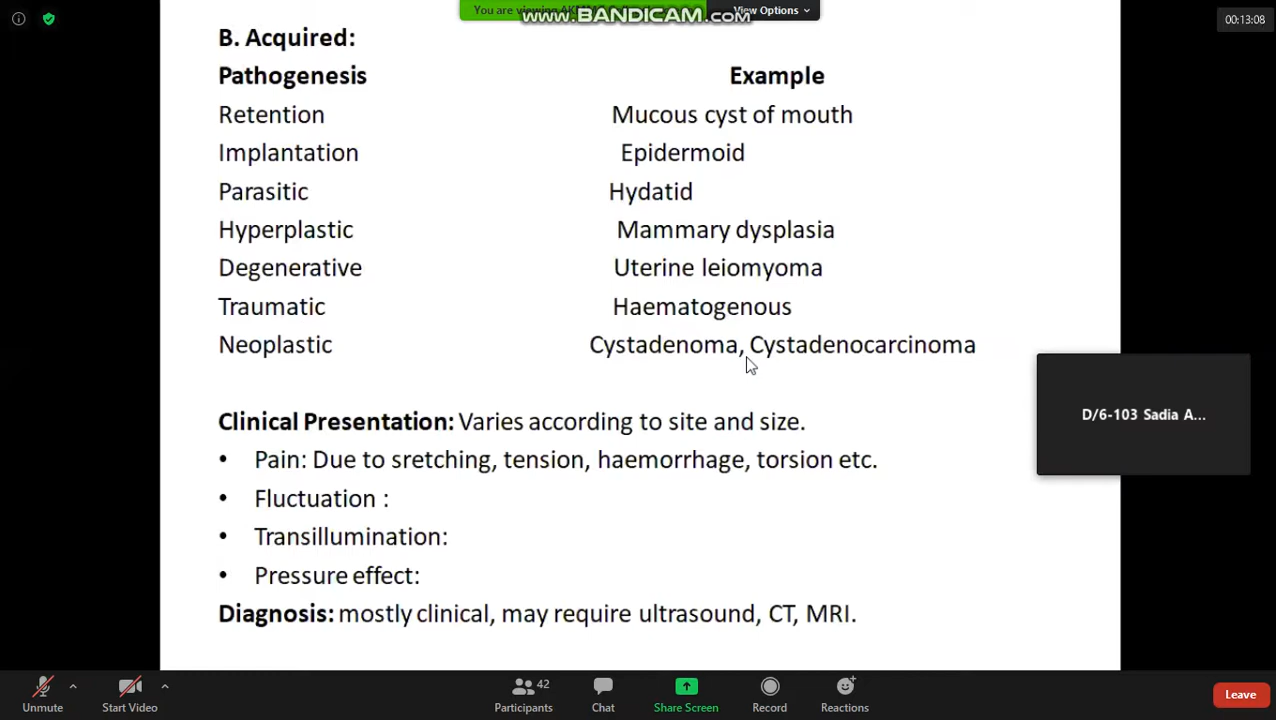 You are viewing
View Options
www.BANDICAM.com
00:13:08
B. Acquired:
Pathogenesis Example
Retention Mucous cyst of mouth
Implantation Epidermoid
Parasitic Hydatid
Hyperplastic Mammary dysplasia
Degenerative Uterine leiomyoma
Traumatic Haematogenous
Neoplastic Cystadenoma, Cystadenocarcinoma
D/6-103 Sadia A...
Clinical Presentation: Varies according to site and size.
• Pain: Due to sretching, tension, haemorrhage, torsion etc.
• Fluctuation :
• Transillumination:
• Pressure effect:
Diagnosis: mostly clinical, may require ultrasound, CT, MRI.
Unmute
Start Video
42
Participants
Chat
Share Screen
Record
Reactions
Leave